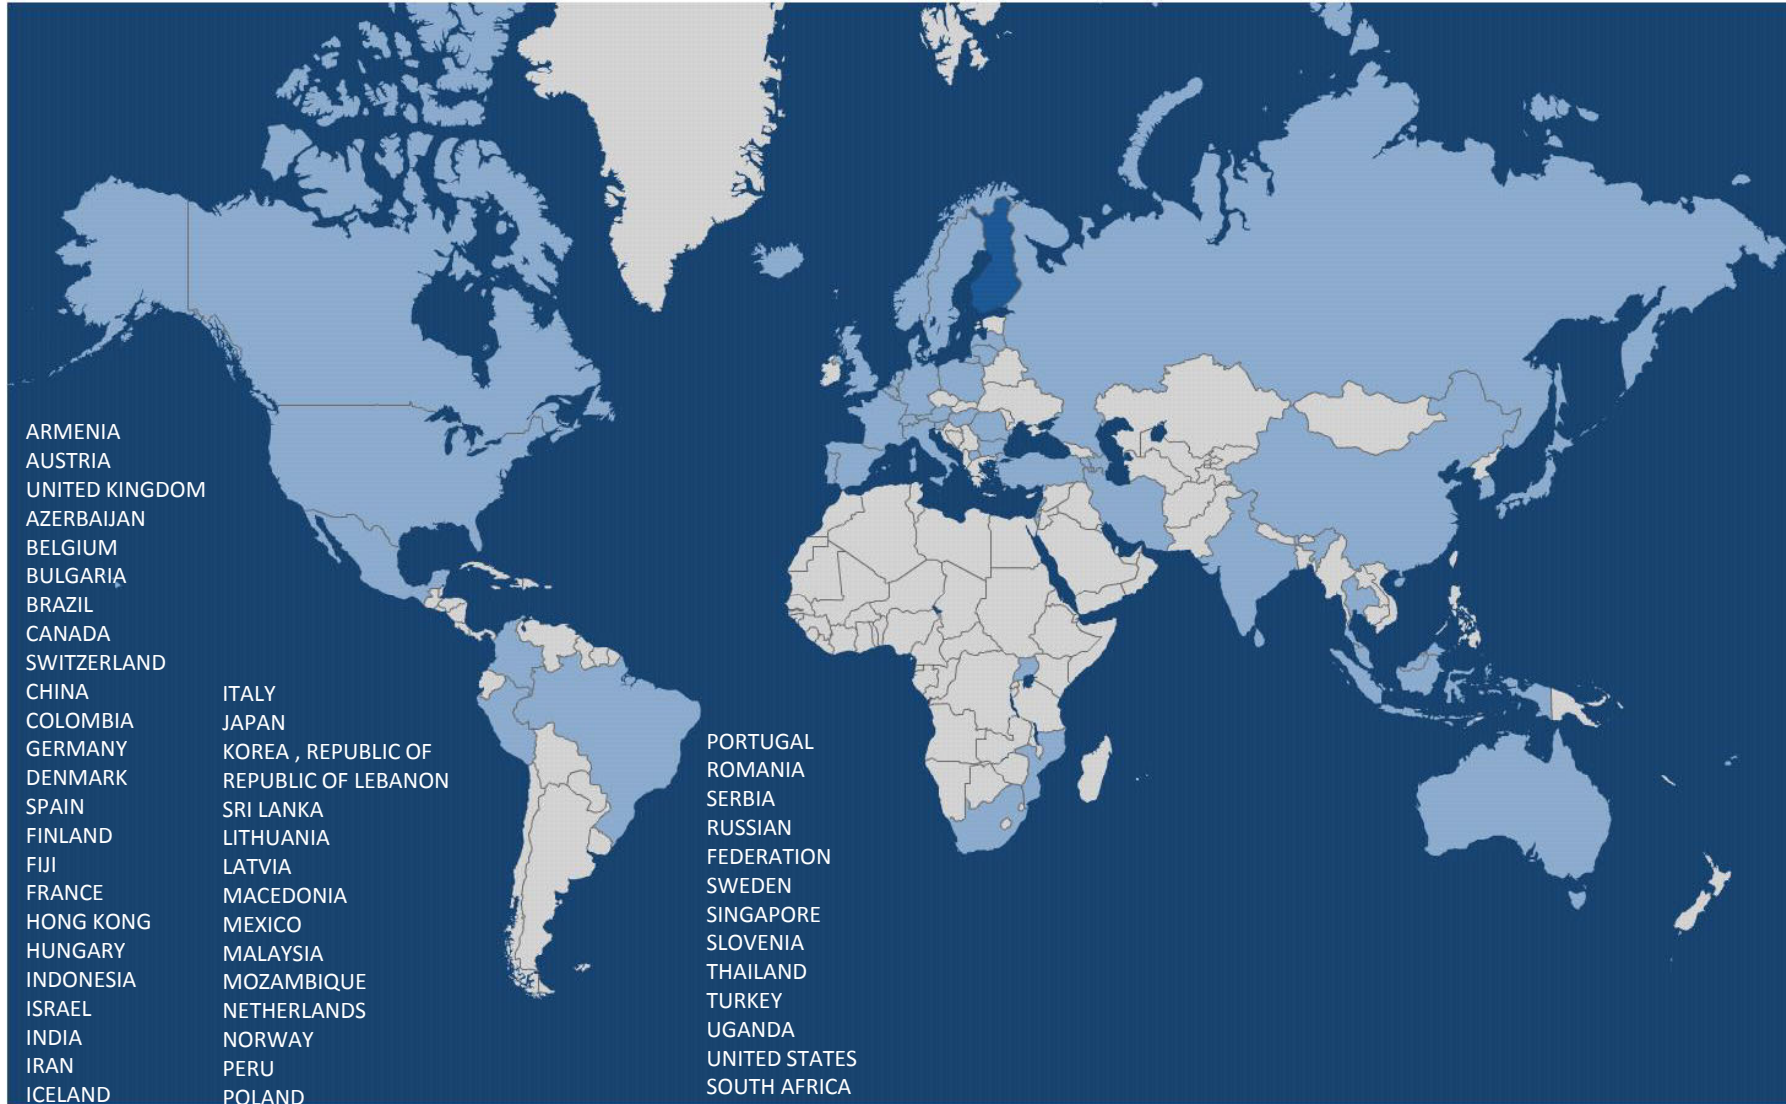 ARMENIA
AUSTRIA
UNITED KINGDOM
AZERBAIJAN
BELGIUM
BULGARIA
BRAZIL
CANADA
SWITZERLAND
CHINA
COLOMBIA
GERMANY
DENMARK
SPAIN
FINLAND
FIJI
FRANCE
HONG KONG
HUNGARY
INDONESIA
ISRAEL
INDIA
IRAN
ICELAND
ITALY
JAPAN
KOREA , REPUBLIC OF
REPUBLIC OF LEBANON
SRI LANKA
LITHUANIA
LATVIA
MACEDONIA
MEXICO
MALAYSIA
MOZAMBIQUE
NETHERLANDS
NORWAY
PERU
POLAND
PORTUGAL
ROMANIA
SERBIA
RUSSIAN
FEDERATION
SWEDEN
SINGAPORE
SLOVENIA
THAILAND
TURKEY
UGANDA
UNITED STATES
SOUTH AFRICA